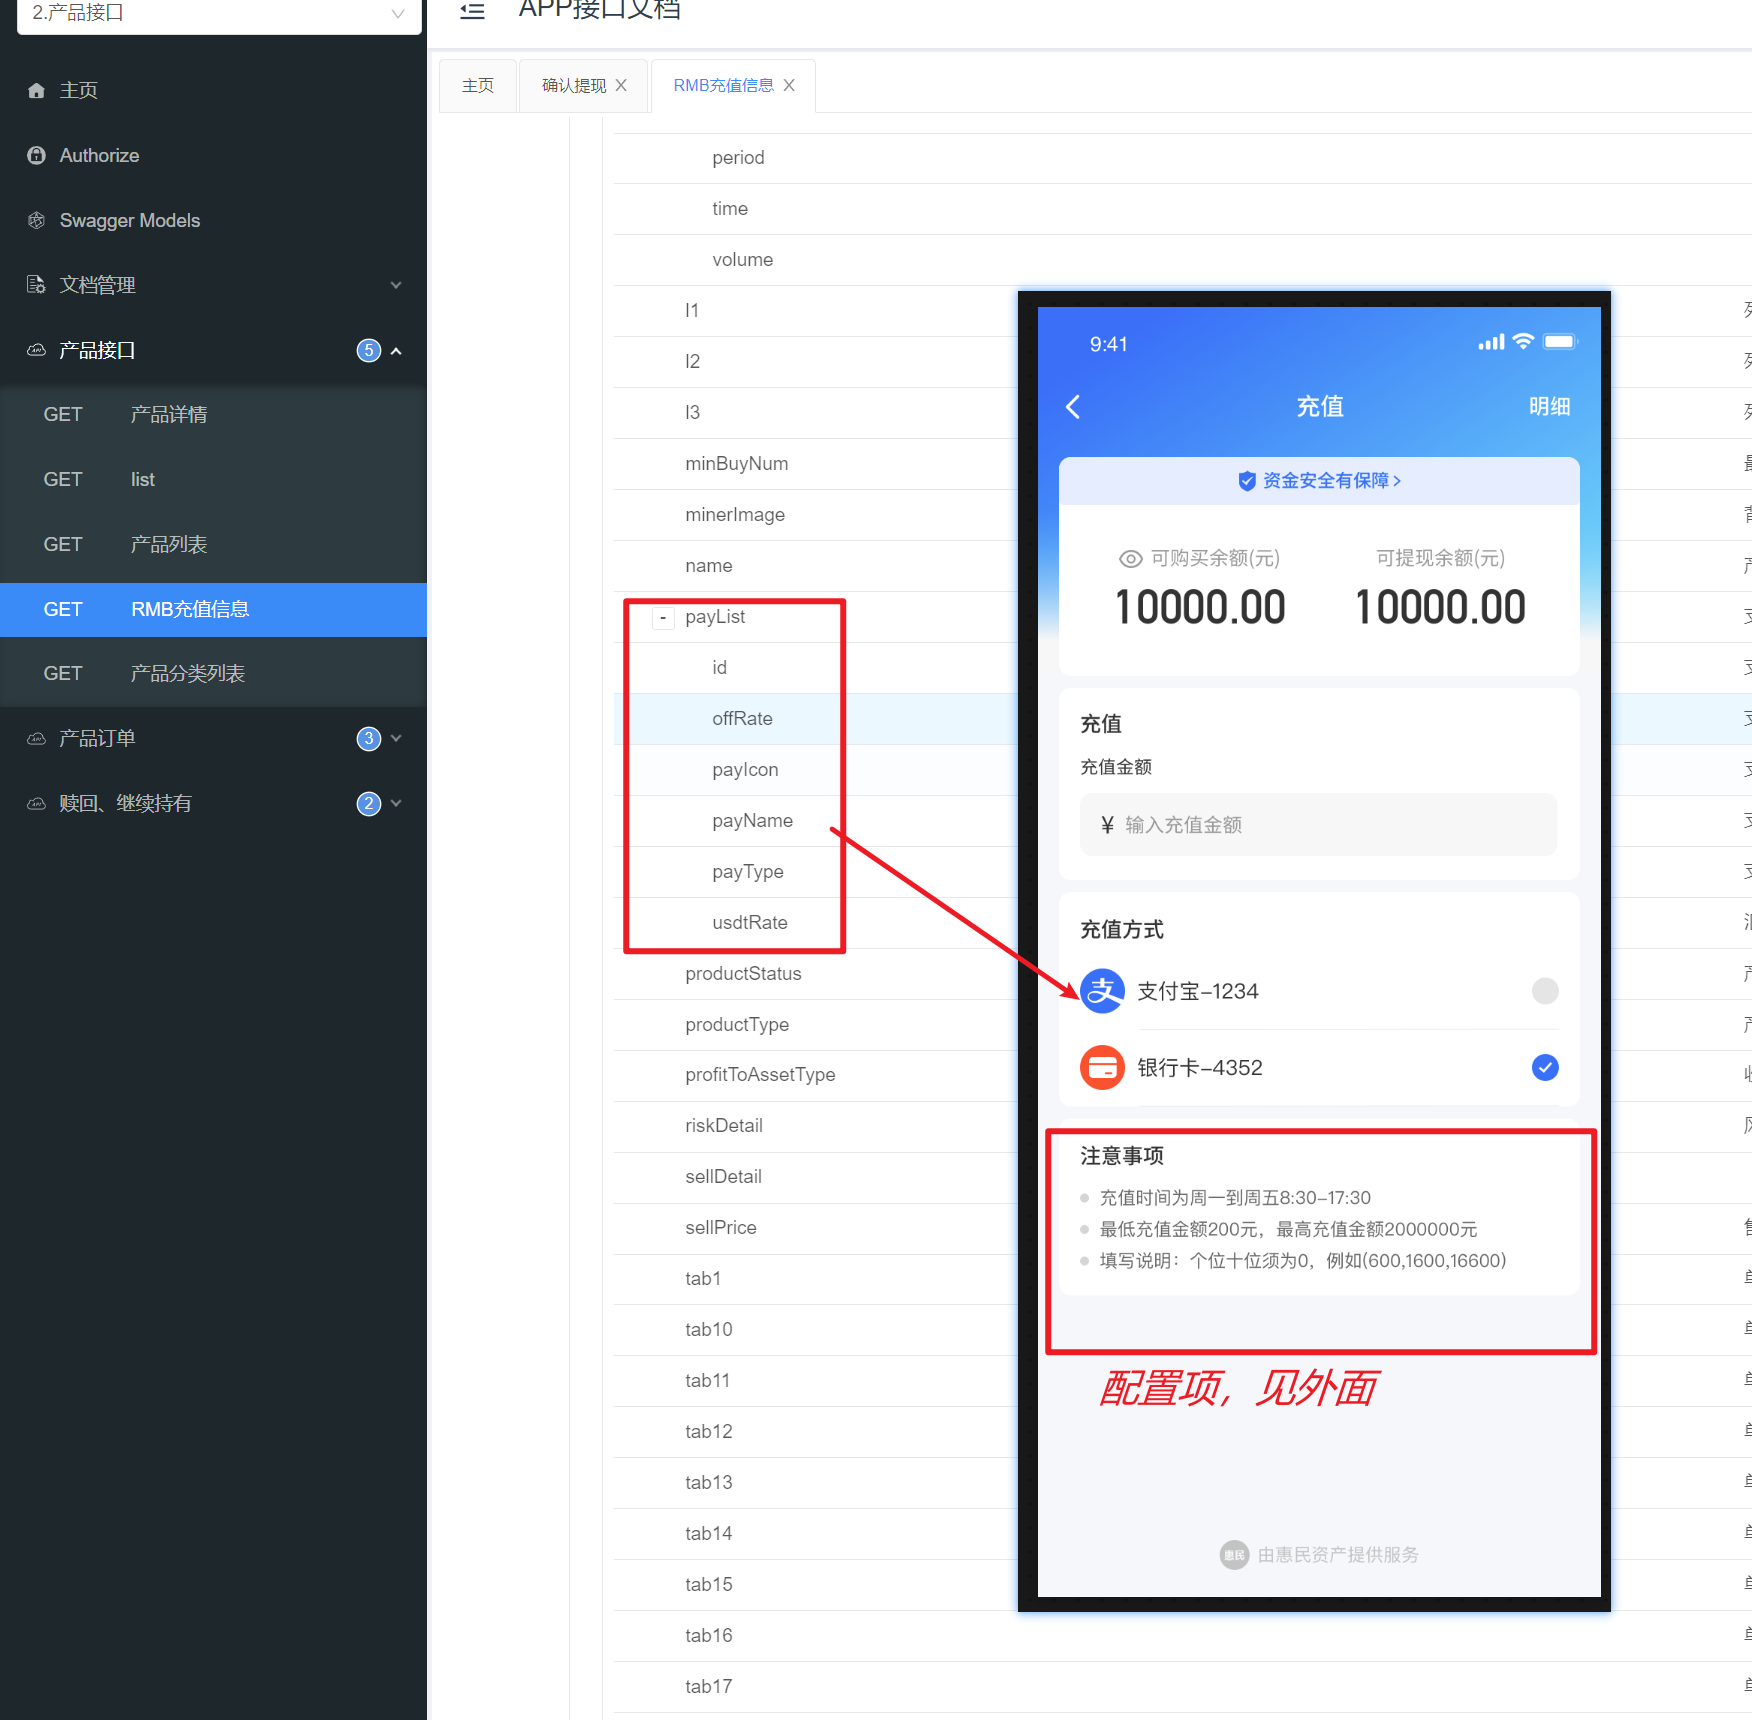 2.产品接口
APP接口文档
主页
Authorize
Swagger Models
文档管理
产品接口
5
GET 产品详情
GET list
GET 产品列表
GET RMB充值信息
GET 产品分类列表
产品订单
3
赎回、继续持有
2
主页
确认提现
RMB充值信息
period
time
volume
l1
l2
l3
minBuyNum
minerImage
name
- payList
id
offRate
payIcon
payName
payType
usdtRate
productStatus
productType
profitToAssetType
riskDetail
sellDetail
sellPrice
tab1
tab10
tab11
tab12
tab13
tab14
tab15
tab16
tab17
9:41
充值
明细
资金安全有保障
可购买余额(元) 可提现余额(元)
10000.00 10000.00
充值
充值金额
¥ 输入充值金额
充值方式
支付宝-1234
银行卡-4352
注意事项
充值时间为周一到周五8:30-17:30
最低充值金额200元，最高充值金额2000000元
填写说明：个位十位须为0，例如(600,1600,16600)
配置项，见外面
惠民 由惠民资产提供服务